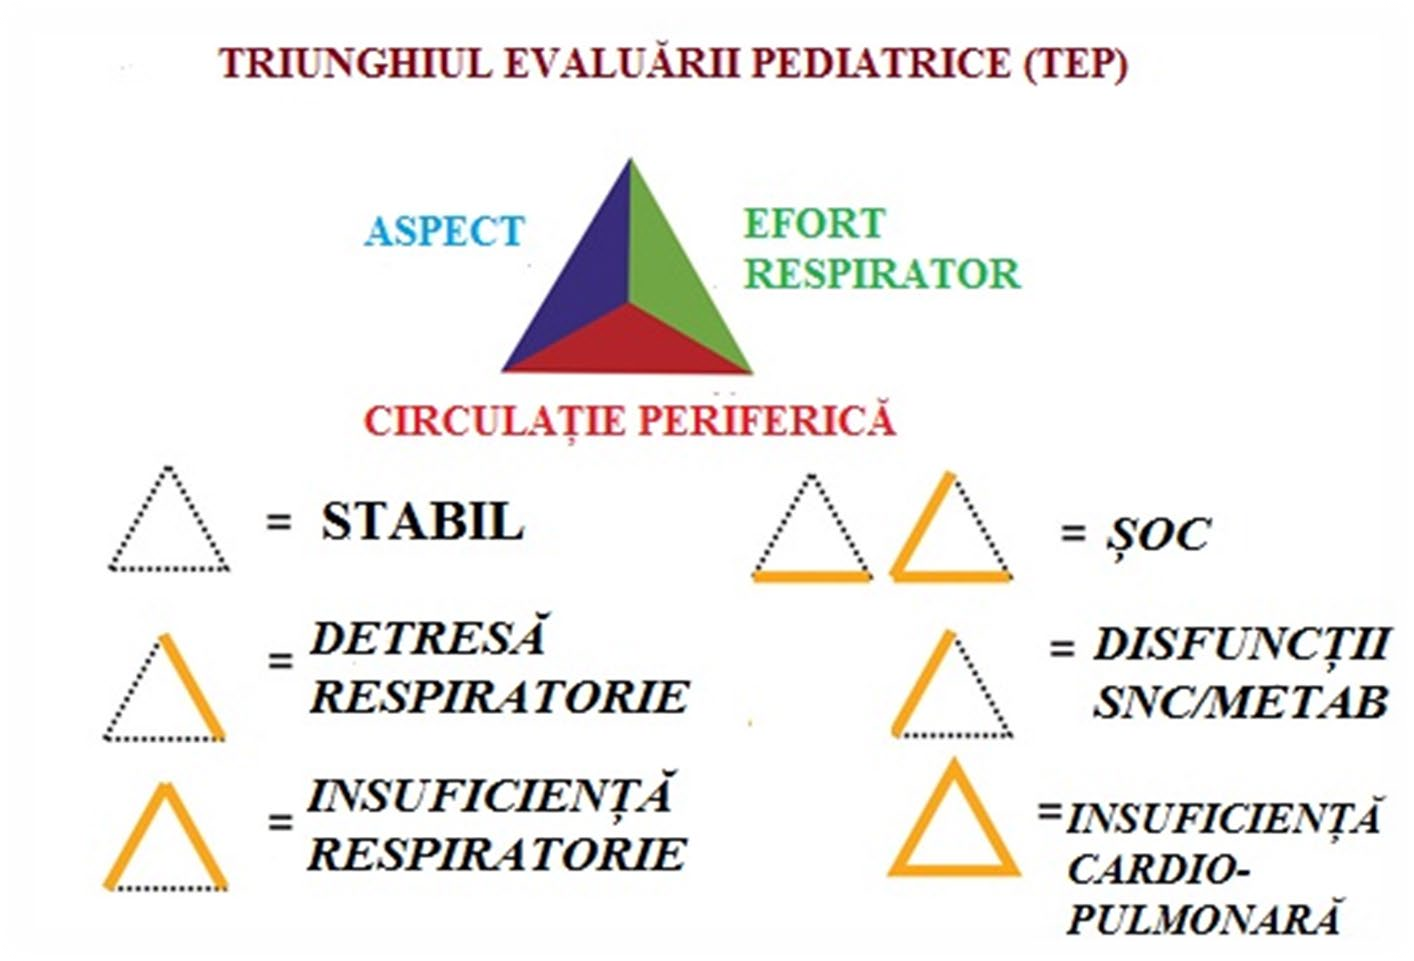 TRIUNGHIUL EVALUĂRII PEDIATRICE (TEP)
ASPECT
EFORT
RESPIRATOR
CIRCULAȚIE PERIFERICĂ
= STABIL
= DETRESĂ
RESPIRATORIE
= INSUFICIENȚĂ
RESPIRATORIE
= ȘOC
= DISFUNCȚII
SNC/METAB
= INSUFICIENȚĂ
CARDIO-
PULMONARĂ